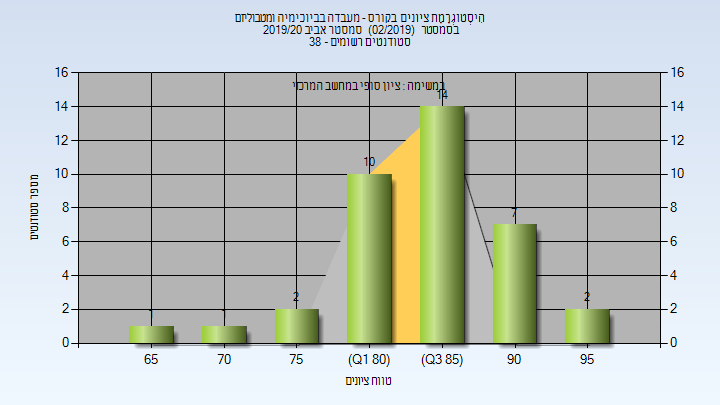 היסטוגרמת ציונים בקורס - מעבדה בביוכימיה ומטבוליזם
בסמסטר (02/2019) סמסטר אביב 2019/20
סטודנטים רשומים - 38
במשימה : ציון סופי במחשב המרכזי
16 16
14 14 14
12 12
10 10 10
8 8
7
6 6
4 4
2 2 2 2
1 1
0 0
65 70 75 (Q1 80) (Q3 85) 90 95
מספר סטודנטים
טווח ציונים